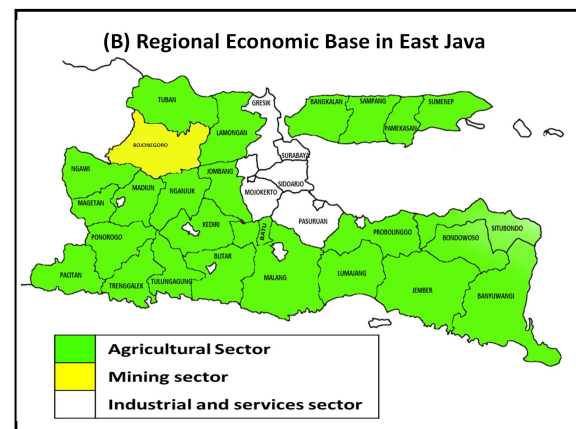 (B) Regional Economic Base in East Java
TUBAN
GRESIK
BANGKALAN
SAMPANG
SUMENEP
LAMONGAN
PAMEKASAN
BOJONEGORO
SURABAYA
NGAWI
JOMBANG
SIDOARJO
MADIUN
NGANJUK
MOJOKERTO
MAGETAN
PASURUAN
KEDIRI
BATU
PROBOLINGGO
SITUBONDO
PONOROGO
BONDOWOSO
BLITAR
PACITAN
TRENGGALEK
TULUNGAGUNG
MALANG
LUMAJANG
JEMBER
BANYUWANGI
Agricultural Sector
Mining sector
Industrial and services sector